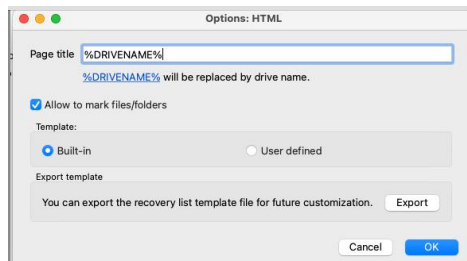 Options: HTML
Page title %DRIVENAME%
%DRIVENAME% will be replaced by drive name.
Allow to mark files/folders
Template:
Built-in User defined
Export template
You can export the recovery list template file for future customization. Export
Cancel OK